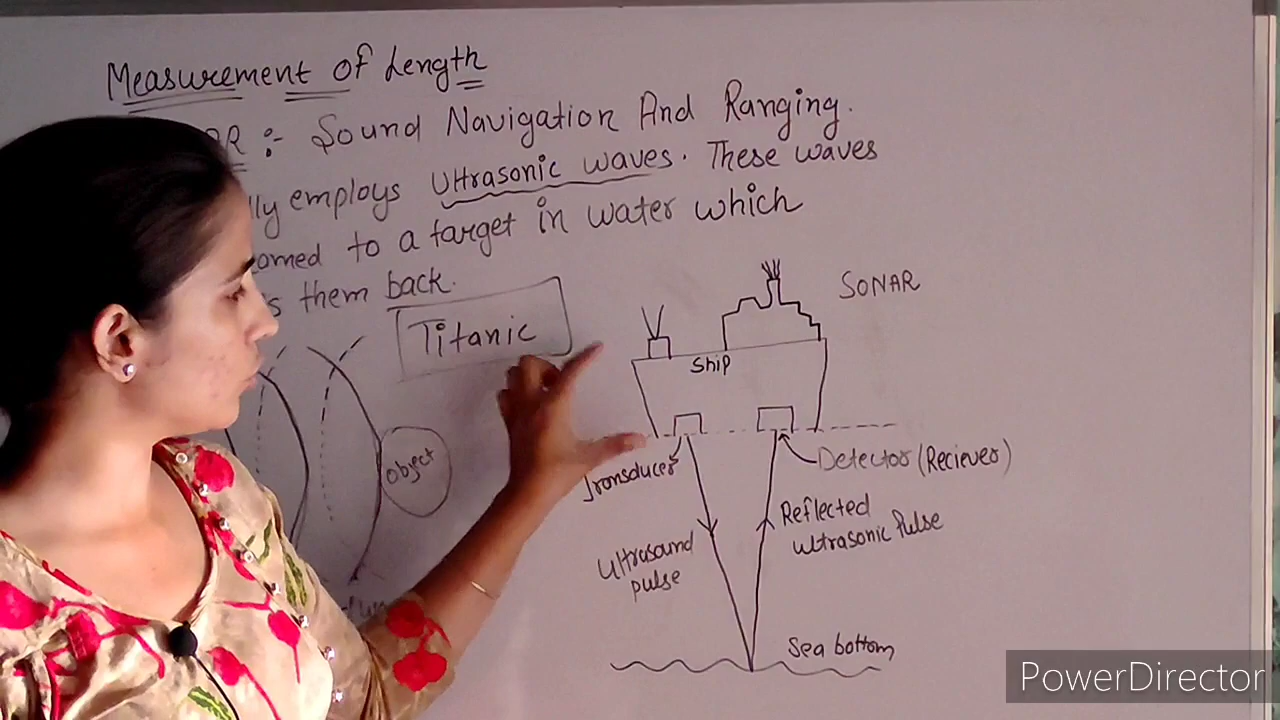 Measurement of Length
:- Sound Navigation And Ranging.
employs Ultrasonic waves. These waves
to a target in water which
them back.
Titanic
SONAR
Ship
object
Transducer
Detector (Reciever)
Reflected
ultrasonic Pulse
Ultrasound
pulse
Sea bottom
PowerDirector